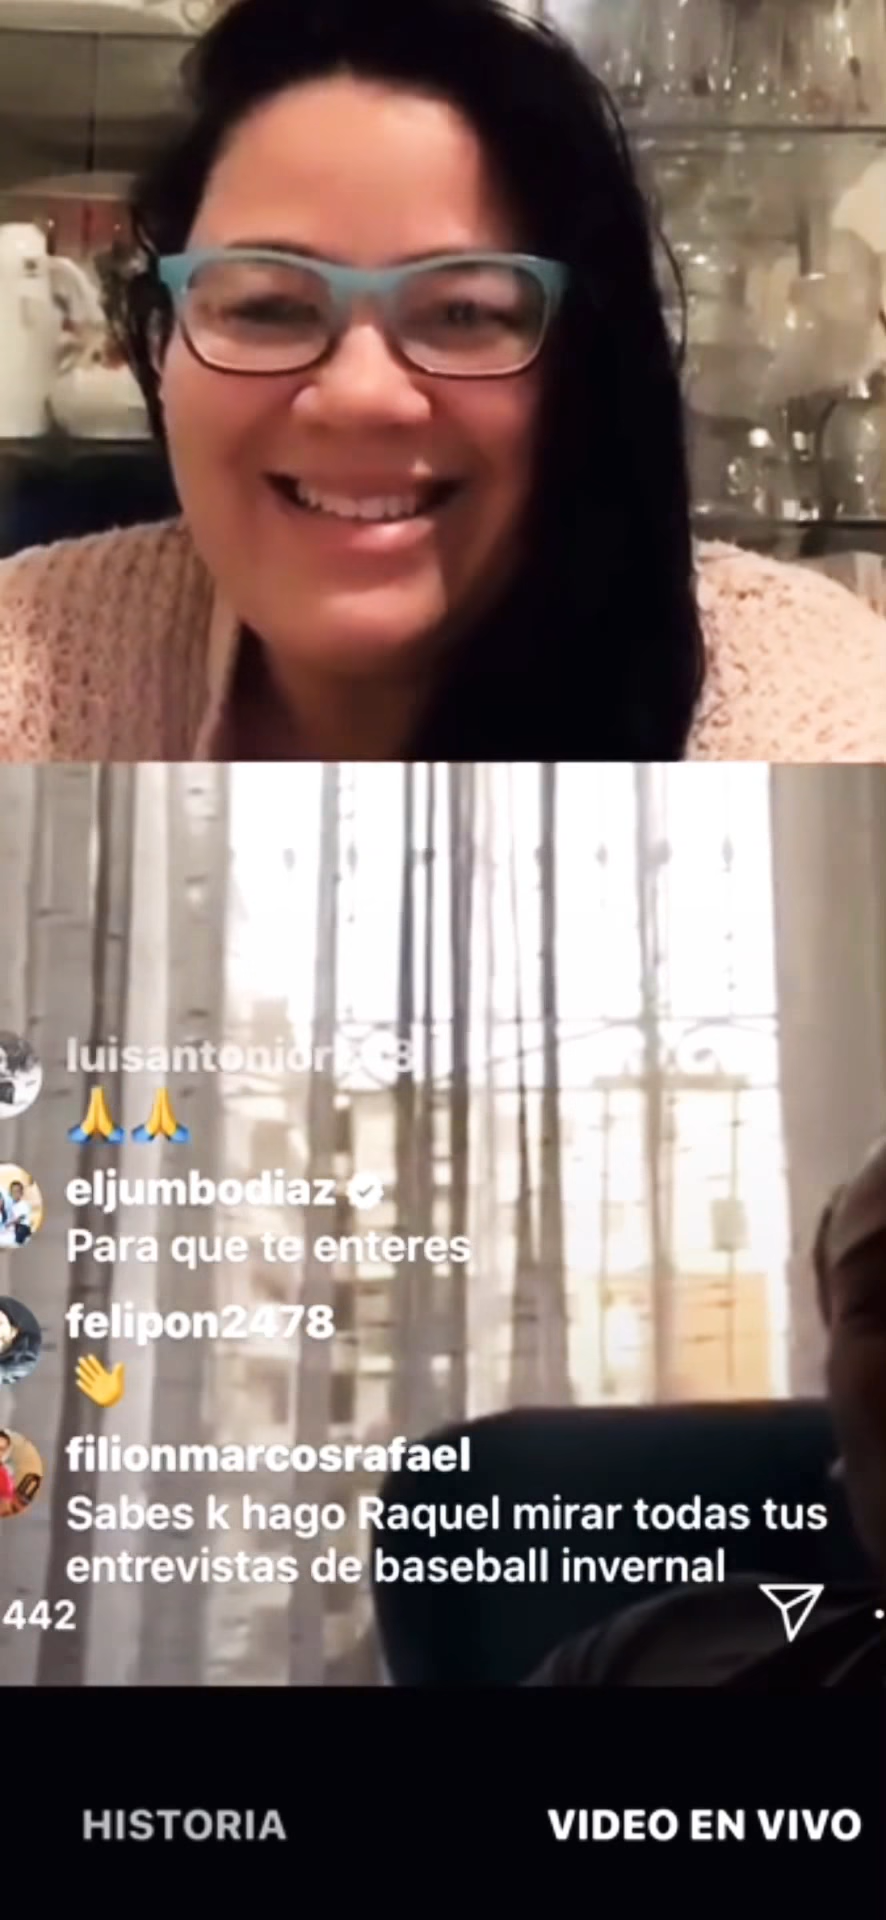 eljumbodiaz
Para que te enteres
felipon2478
filionmarcosrafael
Sabes k hago Raquel mirar todas tus
entrevistas de baseball invernal
442
HISTORIA
VIDEO EN VIVO